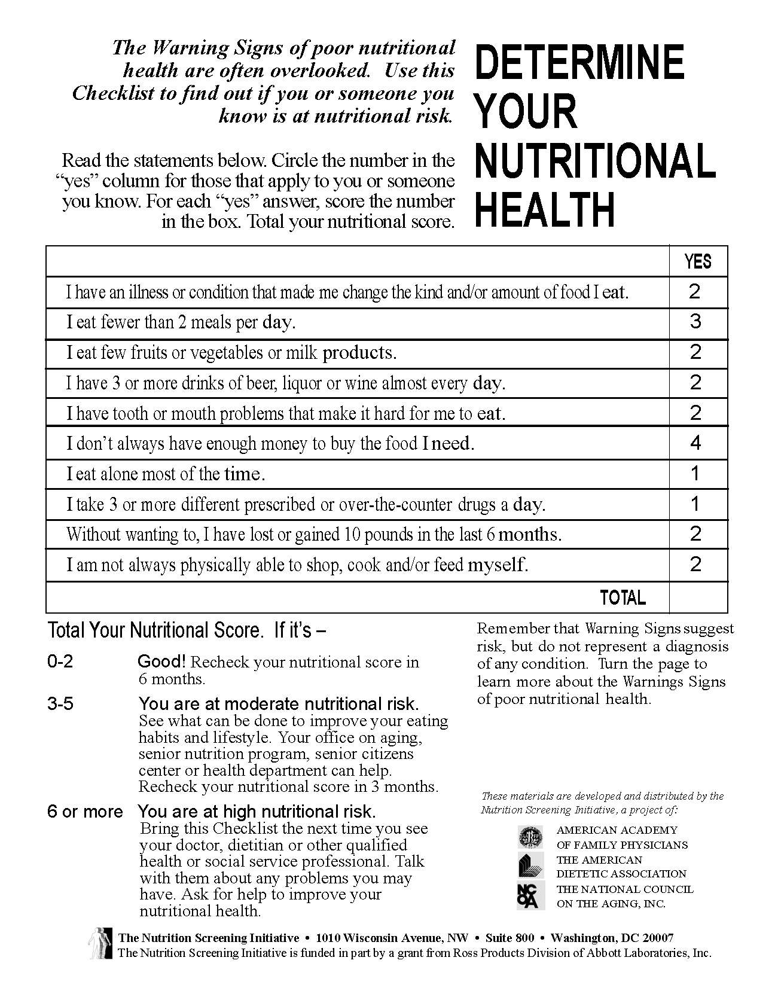 The Warning Signs of poor nutritional
health are often overlooked. Use this
Checklist to find out if you or someone you
know is at nutritional risk.
Read the statements below. Circle the number in the
“yes” column for those that apply to you or someone
you know. For each “yes” answer, score the number
in the box. Total your nutritional score.
DETERMINE
YOUR
NUTRITIONAL
HEALTH
YES
I have an illness or condition that made me change the kind and/or amount of food I eat. 2
I eat fewer than 2 meals per day. 3
I eat few fruits or vegetables or milk products. 2
I have 3 or more drinks of beer, liquor or wine almost every day. 2
I have tooth or mouth problems that make it hard for me to eat. 2
I don’t always have enough money to buy the food I need. 4
I eat alone most of the time. 1
I take 3 or more different prescribed or over-the-counter drugs a day. 1
Without wanting to, I have lost or gained 10 pounds in the last 6 months. 2
I am not always physically able to shop, cook and/or feed myself. 2
TOTAL
Total Your Nutritional Score. If it’s –
0-2 Good! Recheck your nutritional score in
6 months.
3-5 You are at moderate nutritional risk.
See what can be done to improve your eating
habits and lifestyle. Your office on aging,
senior nutrition program, senior citizens
center or health department can help.
Recheck your nutritional score in 3 months.
6 or more You are at high nutritional risk.
Bring this Checklist the next time you see
your doctor, dietitian or other qualified
health or social service professional. Talk
with them about any problems you may
have. Ask for help to improve your
nutritional health.
Remember that Warning Signs suggest
risk, but do not represent a diagnosis
of any condition. Turn the page to
learn more about the Warnings Signs
of poor nutritional health.
These materials are developed and distributed by the
Nutrition Screening Initiative, a project of:
AMERICAN ACADEMY
OF FAMILY PHYSICIANS
THE AMERICAN
DIETETIC ASSOCIATION
NC
OA
THE NATIONAL COUNCIL
ON THE AGING, INC.
The Nutrition Screening Initiative • 1010 Wisconsin Avenue, NW • Suite 800 • Washington, DC 20007
The Nutrition Screening Initiative is funded in part by a grant from Ross Products Division of Abbott Laboratories, Inc.